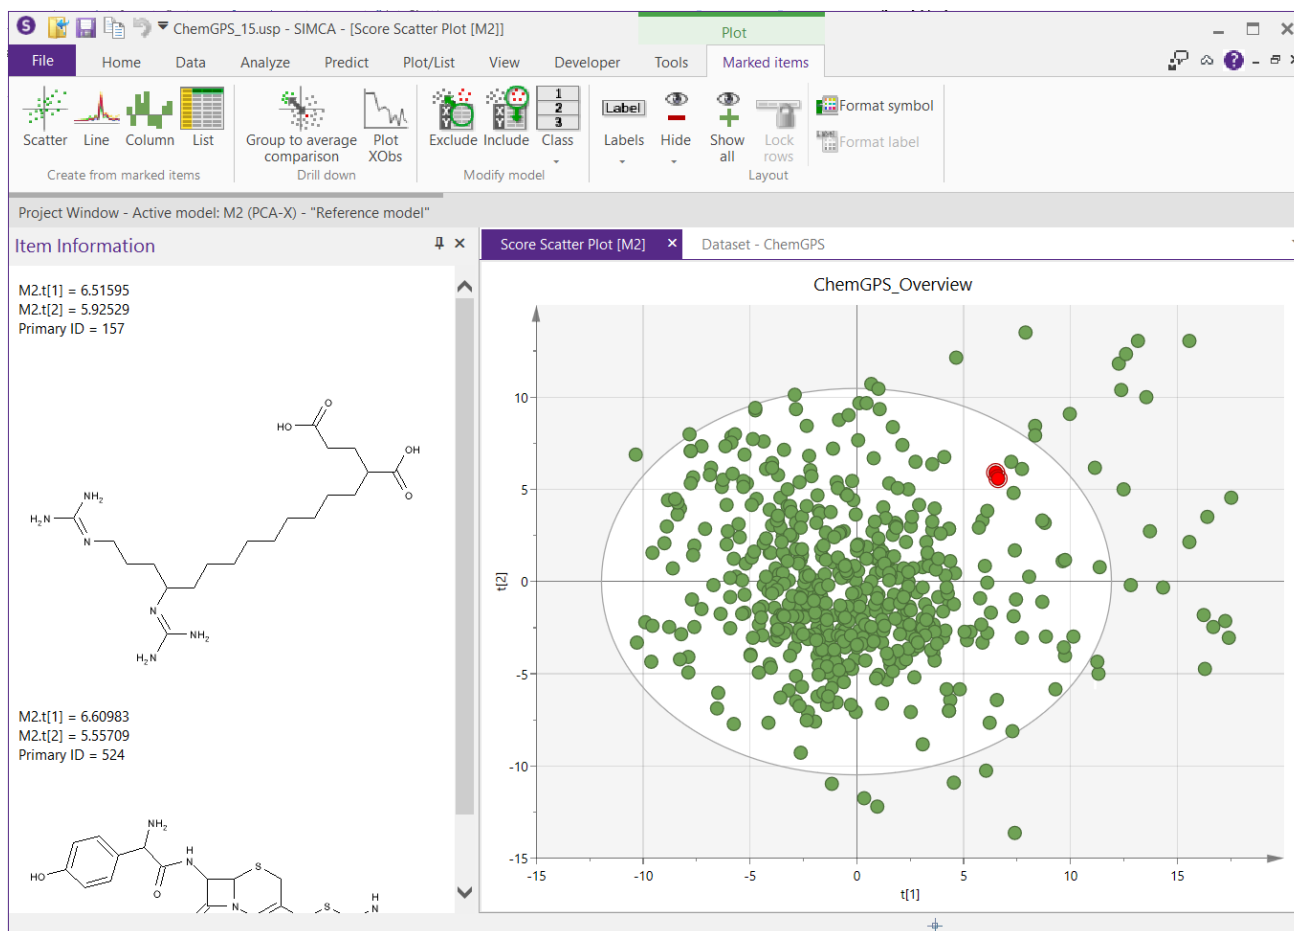 S ChemGPS_15.usp - SIMCA - [Score Scatter Plot [M2]] Plot
File Home Data Analyze Predict Plot/List View Developer Tools Marked items
Scatter Line Column List
Create from marked items
Group to average comparison Plot XObs
Drill down
X Y Exclude X Y Include 1 2 3 Class
Modify model
Label Labels Hide Show all Lock rows
Format symbol
Label Format label
Layout
Project Window - Active model: M2 (PCA-X) - "Reference model"
Item Information
M2.t[1] = 6.51595
M2.t[2] = 5.92529
Primary ID = 157
HO O
OH
O
NH₂
H₂N N
N
NH₂
H₂N
M2.t[1] = 6.60983
M2.t[2] = 5.55709
Primary ID = 524
NH₂
H
N
HO O S
N S
H
N
Score Scatter Plot [M2] Dataset - ChemGPS
ChemGPS_Overview
10
5
0
-5
-10
-15
t[2]
-15 -10 -5 0 5 10 15
t[1]